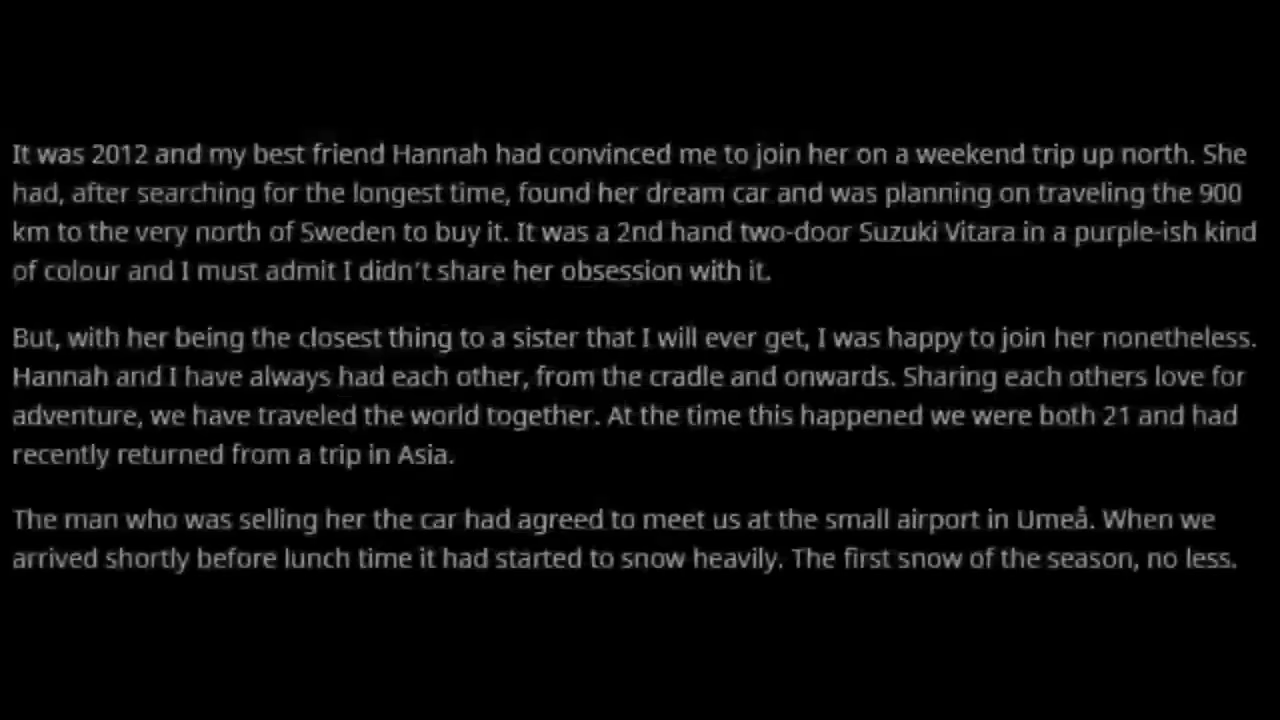 It was 2012 and my best friend Hannah had convinced me to join her on a weekend trip up north. She
had, after searching for the longest time, found her dream car and was planning on traveling the 900
km to the very north of Sweden to buy it. It was a 2nd hand two-door Suzuki Vitara in a purple-ish kind
of colour and I must admit I didn't share her obsession with it.
But, with her being the closest thing to a sister that I will ever get, I was happy to join her nonetheless.
Hannah and I have always had each other, from the cradle and onwards. Sharing each others love for
adventure, we have traveled the world together. At the time this happened we were both 21 and had
recently returned from a trip in Asia.
The man who was selling her the car had agreed to meet us at the small airport in Umeå. When we
arrived shortly before lunch time it had started to snow heavily. The first snow of the season, no less.